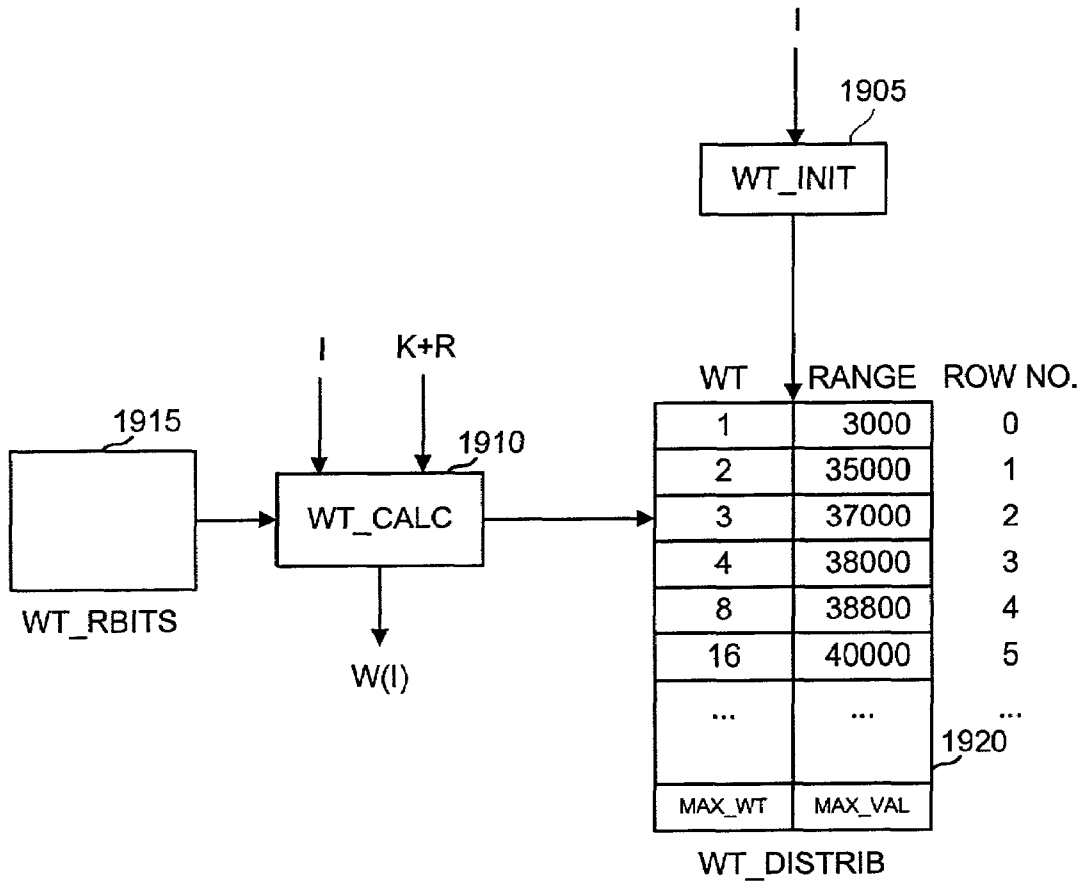 I
1905
WT_INIT
I K+R
WT RANGE ROW NO.
1 3000 0
1915
1910
2 35000 1
WT_CALC
3 37000 2
4 38000 3
WT_RBITS
8 38800 4
W(I)
16 40000 5
... ... ...
1920
MAX_WT MAX_VAL
WT_DISTRIB